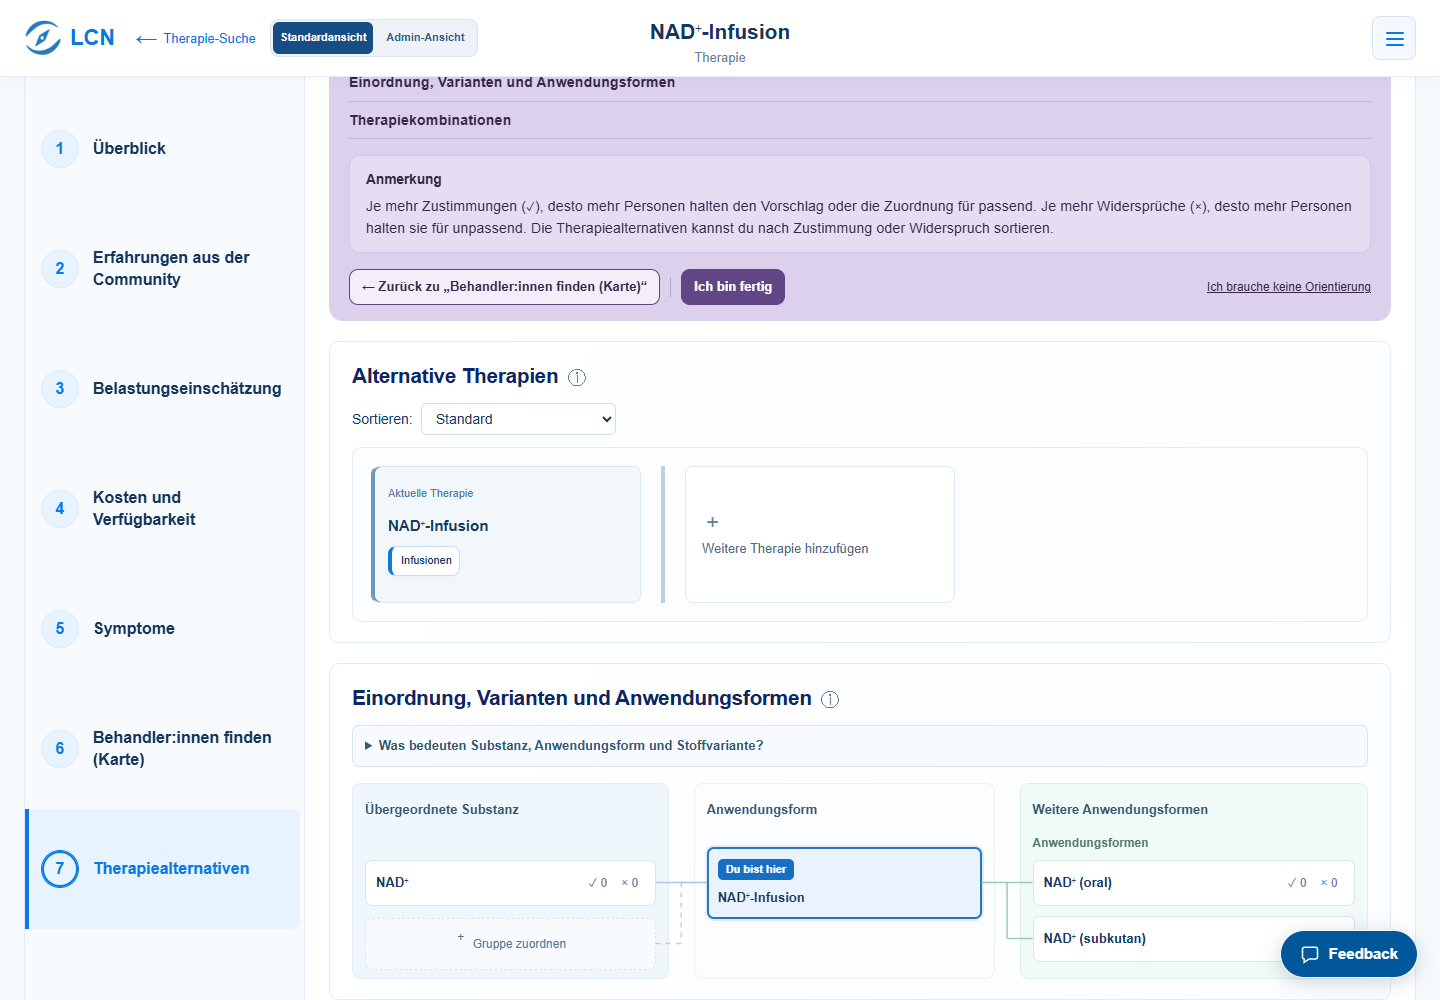 LCN
← Therapie-Suche
Standardansicht
Admin-Ansicht
NAD⁺-Infusion
Therapie
1
Überblick
2
Erfahrungen aus der
Community
3
Belastungseinschätzung
4
Kosten und
Verfügbarkeit
5
Symptome
6
Behandler:innen finden
(Karte)
7
Therapiealternativen
Einordnung, Varianten und Anwendungsformen
Therapiekombinationen
Anmerkung
Je mehr Zustimmungen (✓), desto mehr Personen halten den Vorschlag oder die Zuordnung für passend. Je mehr Widersprüche (×), desto mehr Personen
halten sie für unpassend. Die Therapiealternativen kannst du nach Zustimmung oder Widerspruch sortieren.
← Zurück zu „Behandler:innen finden (Karte)“
Ich bin fertig
Ich brauche keine Orientierung
Alternative Therapien ⓘ
Sortieren: Standard
Aktuelle Therapie
NAD⁺-Infusion
Infusionen
+
Weitere Therapie hinzufügen
Einordnung, Varianten und Anwendungsformen ⓘ
▶ Was bedeuten Substanz, Anwendungsform und Stoffvariante?
Übergeordnete Substanz
NAD⁺ ✓ 0 × 0
+ Gruppe zuordnen
Anwendungsform
Du bist hier
NAD⁺-Infusion
Weitere Anwendungsformen
Anwendungsformen
NAD⁺ (oral) ✓ 0 × 0
NAD⁺ (subkutan)
Feedback